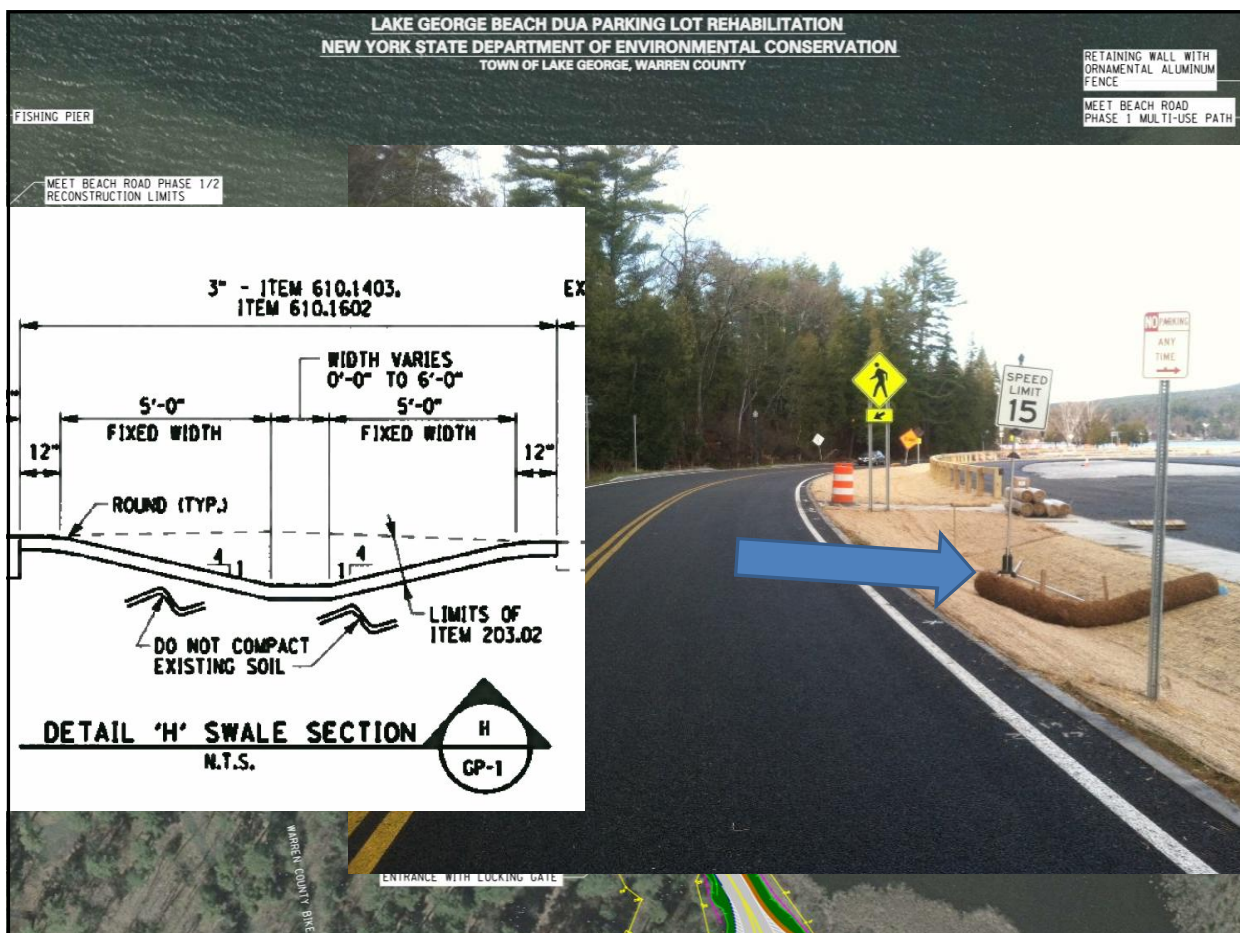 LAKE GEORGE BEACH DUA PARKING LOT REHABILITATION
NEW YORK STATE DEPARTMENT OF ENVIRONMENTAL CONSERVATION
TOWN OF LAKE GEORGE, WARREN COUNTY
RETAINING WALL WITH
ORNAMENTAL ALUMINUM
FENCE
MEET BEACH ROAD
PHASE 1 MULTI-USE PATH
FISHING PIER
MEET BEACH ROAD PHASE 1/2
RECONSTRUCTION LIMITS
3" - ITEM 610.1403.
ITEM 610.1602
EX
WIDTH VARIES
0'-0" TO 6'-0"
5'-0"
FIXED WIDTH
5'-0"
FIXED WIDTH
12"
12"
ROUND (TYP.)
4
1
4
1
LIMITS OF
ITEM 203.02
DO NOT COMPACT
EXISTING SOIL
DETAIL 'H' SWALE SECTION
N.T.S.
H
GP-1
NO PARKING
ANY
TIME
SPEED
LIMIT
15
WARREN COUNTY BIKE
ENTRANCE WITH LOCKING GATE